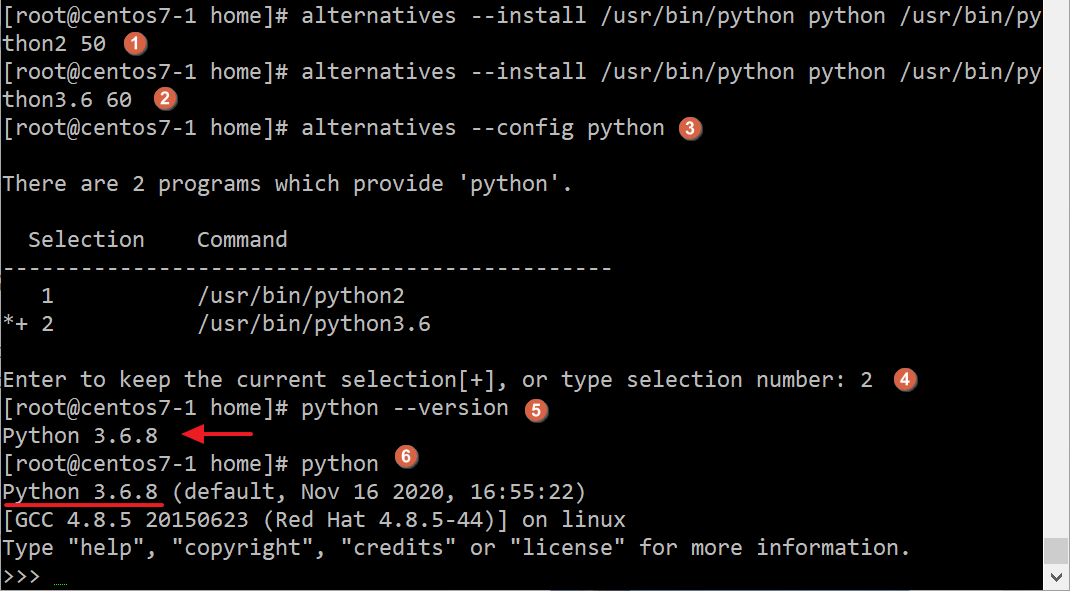 [root@centos7-1 home]# alternatives --install /usr/bin/python python /usr/bin/py
thon2 50 1
[root@centos7-1 home]# alternatives --install /usr/bin/python python /usr/bin/py
thon3.6 60 2
[root@centos7-1 home]# alternatives --config python 3
There are 2 programs which provide 'python'.
  Selection    Command
-----------------------------------------------
   1           /usr/bin/python2
*+ 2           /usr/bin/python3.6
Enter to keep the current selection[+], or type selection number: 2 4
[root@centos7-1 home]# python --version 5
Python 3.6.8
[root@centos7-1 home]# python 6
Python 3.6.8 (default, Nov 16 2020, 16:55:22)
[GCC 4.8.5 20150623 (Red Hat 4.8.5-44)] on linux
Type "help", "copyright", "credits" or "license" for more information.
>>> _